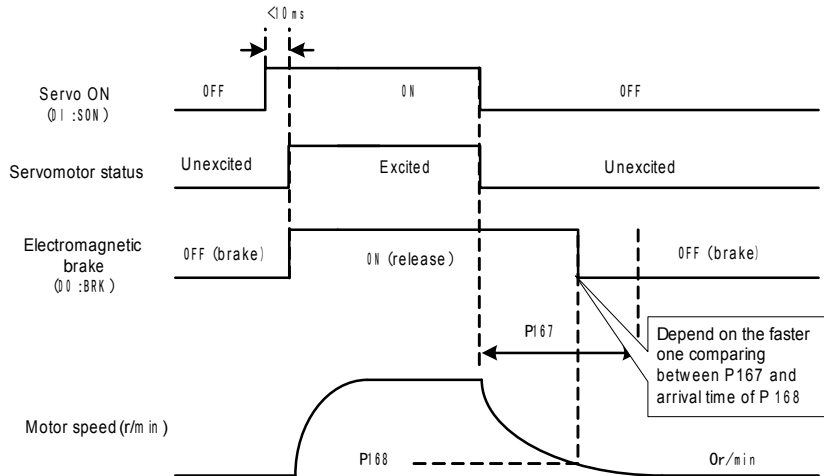 <10ms
Servo ON
(DI :SON)
OFF
ON
OFF
Servomotor status
Unexcited
Excited
Unexcited
Electromagnetic
brake
(DO :BRK)
OFF (brake)
ON (release)
OFF (brake)
P167
Depend on the faster
one comparing
between P167 and
arrival time of P 168
Motor speed (r/min)
P168
0r/min